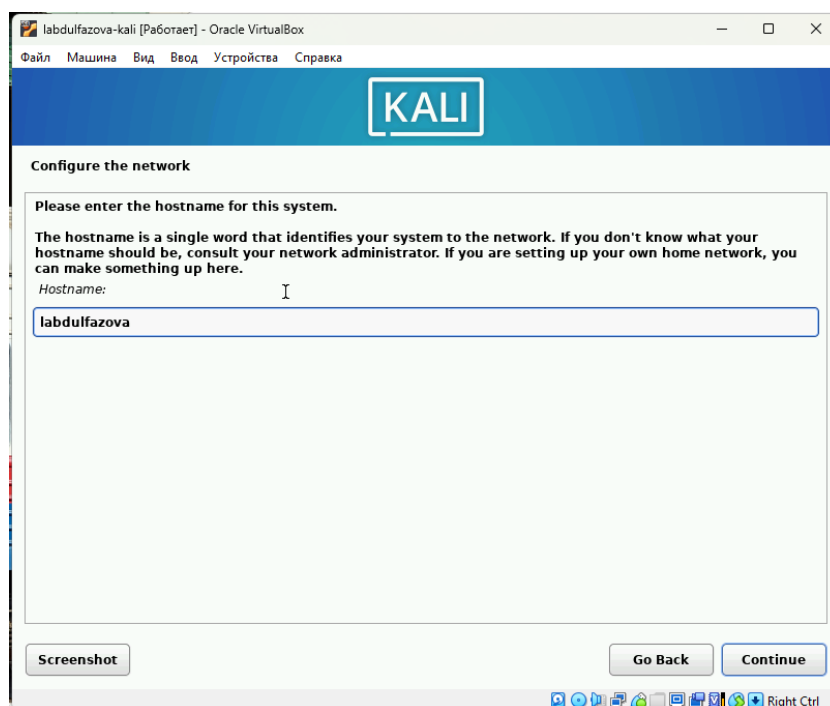 labdulfazova-kali [Работает] - Oracle VirtualBox
Файл Машина Вид Ввод Устройства Справка
KALI
Configure the network
Please enter the hostname for this system.
The hostname is a single word that identifies your system to the network. If you don't know what your
hostname should be, consult your network administrator. If you are setting up your own home network, you
can make something up here.
Hostname:
labdulfazova
Screenshot
Go Back
Continue
Right Ctrl